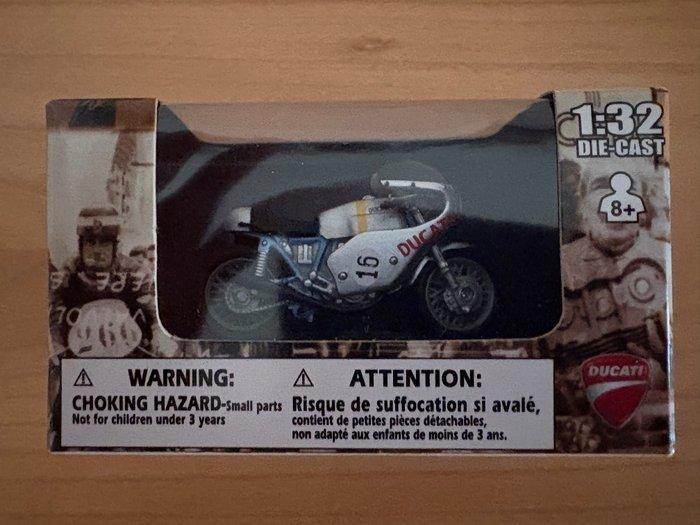 1:32
DIE-CAST
8+
DUCATI
16
266
DUCATI
WARNING:
CHOKING HAZARD-Small parts
Not for children under 3 years
ATTENTION:
Risque de suffocation si avalé,
contient de petites pièces détachables,
non adapté aux enfants de moins de 3 ans.